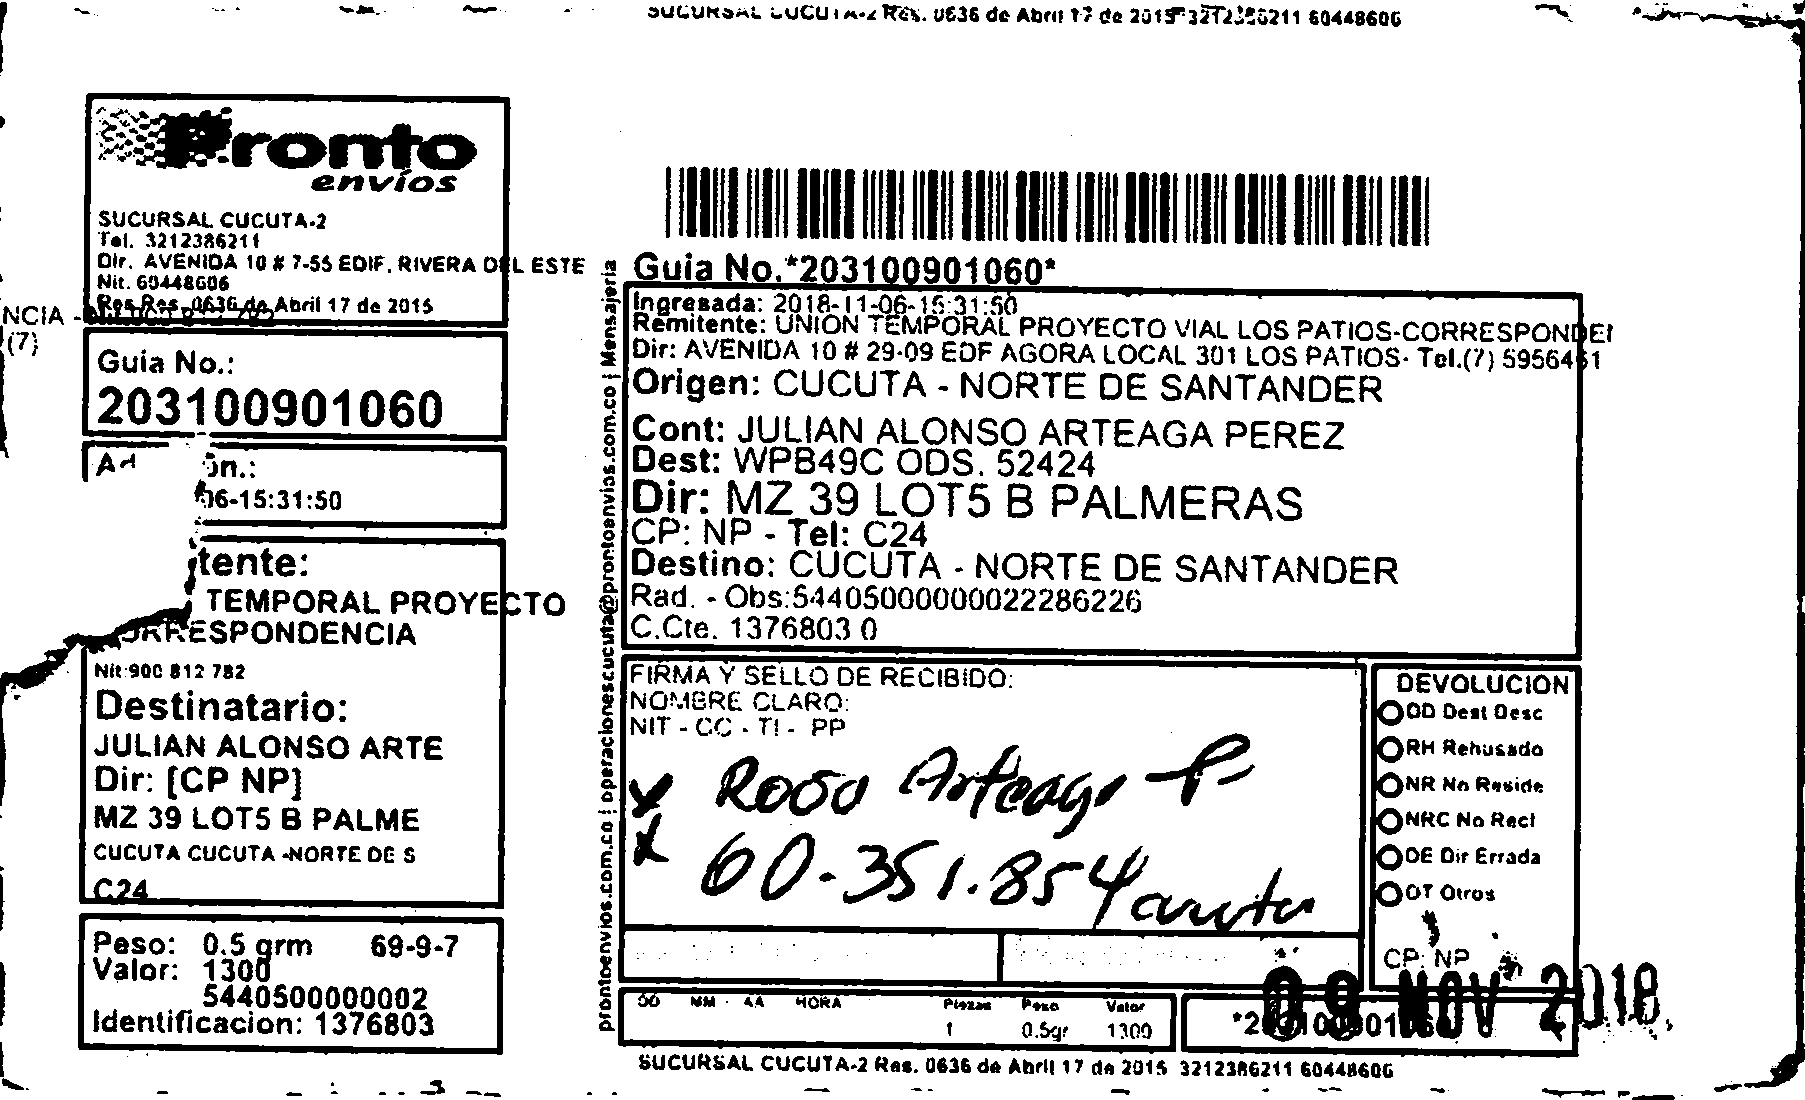 SUCURSAL CUCUTA-2 Res. 0636 de Abril 17 de 2015 3212386211 60448606
Pronto
envíos
SUCURSAL CUCUTA-2
Tel. 3212386211
Dir. AVENIDA 10 # 7-55 EDIF. RIVERA DEL ESTE
Nit. 60448606
Res Res. 0636 de Abril 17 de 2015
NCIA -
(7)
Guia No.:
203100901060
ón.:
06-15:31:50
tente:
TEMPORAL PROYECTO
ORRESPONDENCIA
Nit:900 812 782
Destinatario:
JULIAN ALONSO ARTE
Dir: [CP NP]
MZ 39 LOT5 B PALME
CUCUTA CUCUTA -NORTE DE S
C24
Peso: 0.5 grm 69-9-7
Valor: 1300
5440500000002
Identificacion: 1376803
prontoenvios.com.co | operacionescucuta@prontoenvios.com.co | Mensajeria
Guia No.*203100901060*
Ingresada: 2018-11-06-15:31:50
Remitente: UNION TEMPORAL PROYECTO VIAL LOS PATIOS-CORRESPONDEI
Dir: AVENIDA 10 # 29-09 EDF AGORA LOCAL 301 LOS PATIOS- Tel.(7) 5956461
Origen: CUCUTA - NORTE DE SANTANDER
Cont: JULIAN ALONSO ARTEAGA PEREZ
Dest: WPB49C ODS. 52424
Dir: MZ 39 LOT5 B PALMERAS
CP: NP - Tel: C24
Destino: CUCUTA - NORTE DE SANTANDER
Rad. - Obs:54405000000022286226
C.Cte. 1376803 0
FIRMA Y SELLO DE RECIBIDO:
NOMBRE CLARO:
NIT - CC - TI - PP
x Rosa Arteaga P
x 60.351.854 cucuta
DEVOLUCION
DD Dest Desc
RH Rehusado
NR No Reside
NRC No Recl
DE Dir Errada
OT Otros
CP: NP
09 NOV 2018
DD MM AA HORA Piezas Peso Valor
1 0.5gr 1300
*203100901060*
SUCURSAL CUCUTA-2 Res. 0636 de Abril 17 de 2015 3212386211 60448606